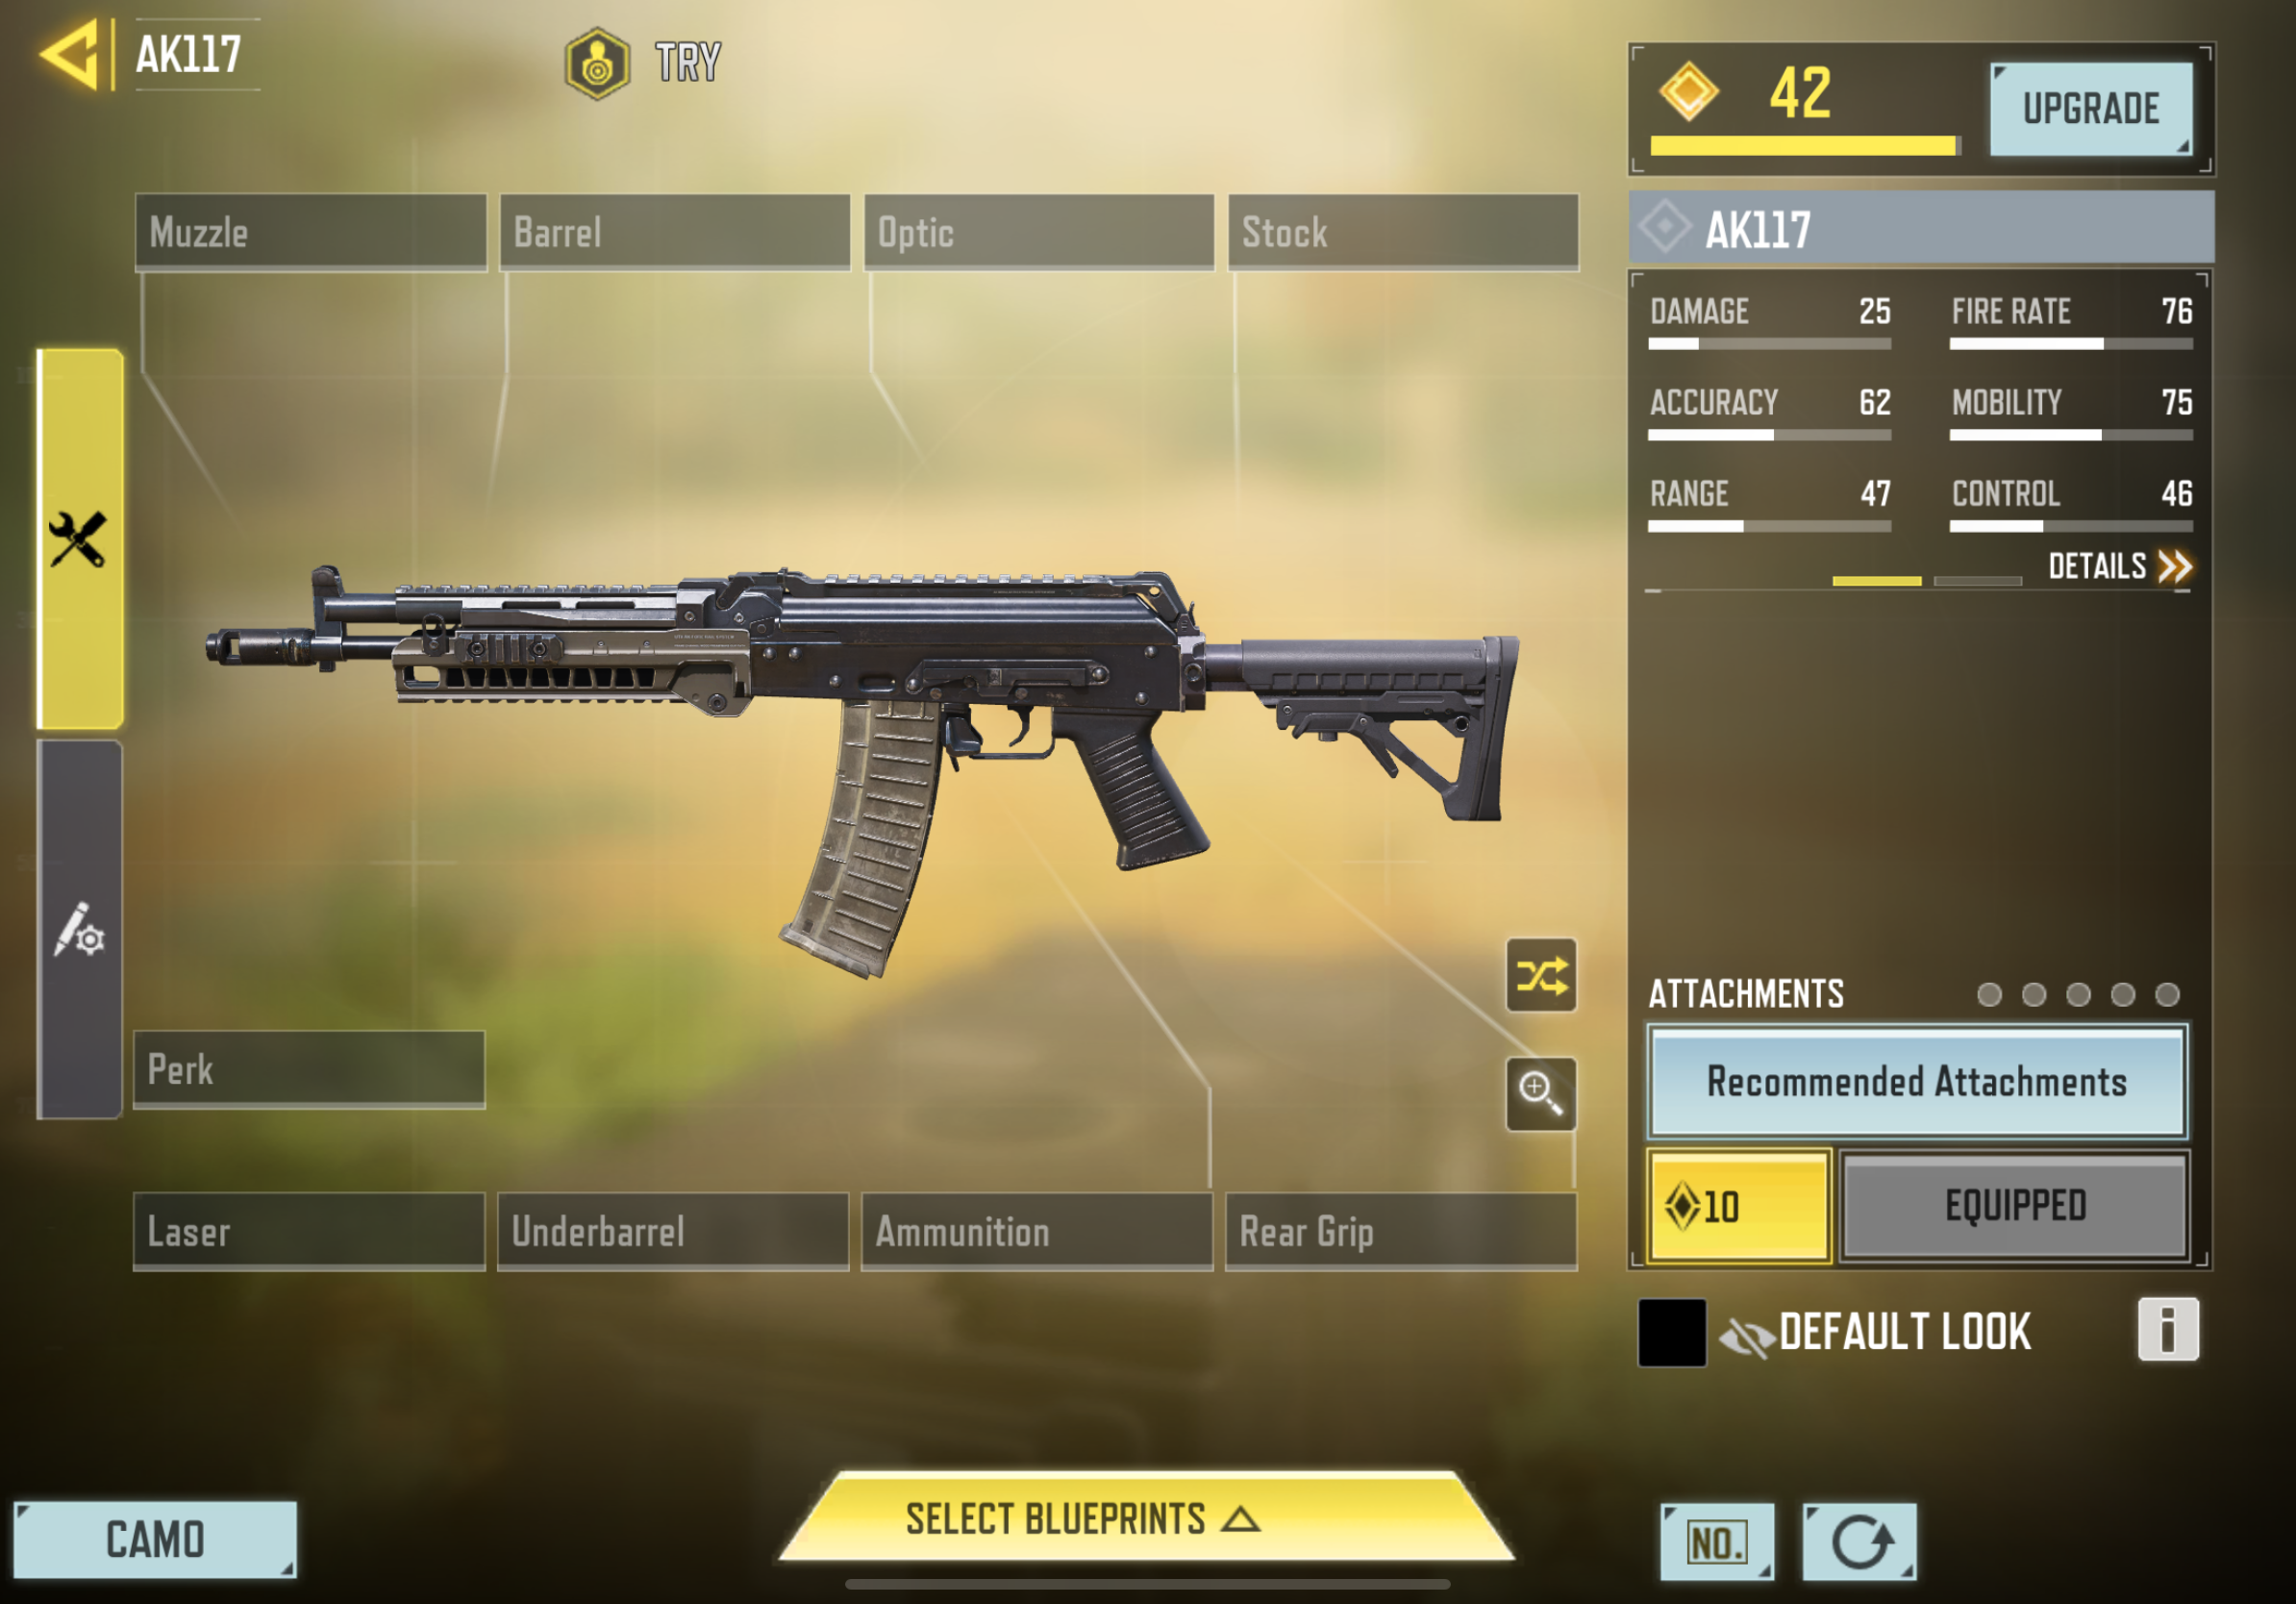 AK117
TRY
42
UPGRADE
Muzzle
Barrel
Optic
Stock
AK117
DAMAGE 25
FIRE RATE 76
ACCURACY 62
MOBILITY 75
RANGE 47
CONTROL 46
DETAILS
ATTACHMENTS
Recommended Attachments
10
EQUIPPED
Perk
Laser
Underbarrel
Ammunition
Rear Grip
DEFAULT LOOK
i
CAMO
SELECT BLUEPRINTS
NO.